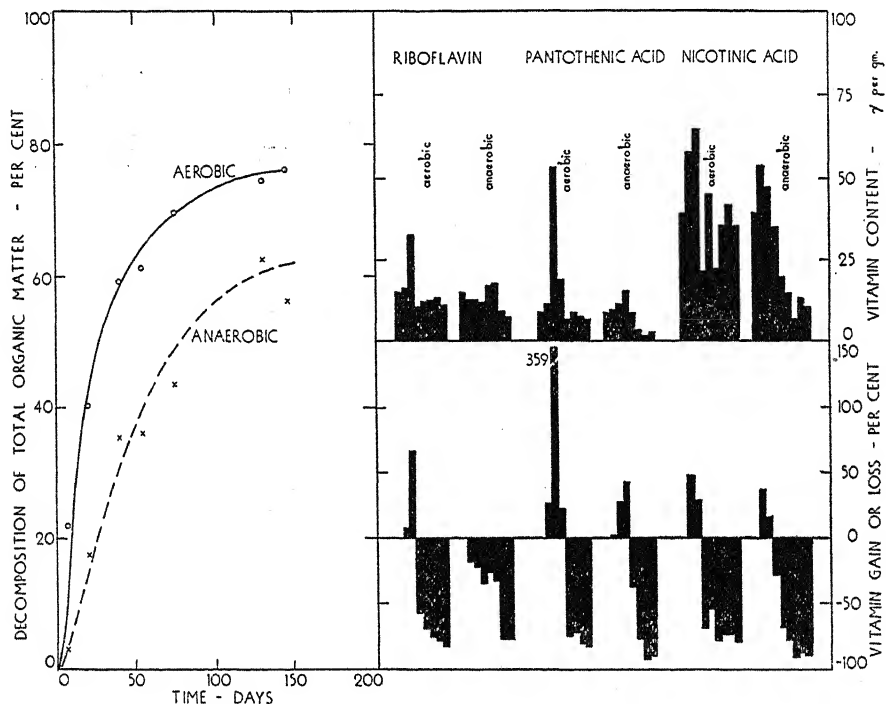 100
80
60
40
20
0
DECOMPOSITION OF TOTAL ORGANIC MATTER - PER CENT
AEROBIC
ANAEROBIC
0 50 100 150 200
TIME - DAYS
RIBOFLAVIN PANTOTHENIC ACID NICOTINIC ACID
aerobic
anaerobic
aerobic
anaerobic
aerobic
anaerobic
359
100
75
50
25
0
VITAMIN CONTENT - γ per gm.
150
50
0
-50
-100
VITAMIN GAIN OR LOSS - PER CENT